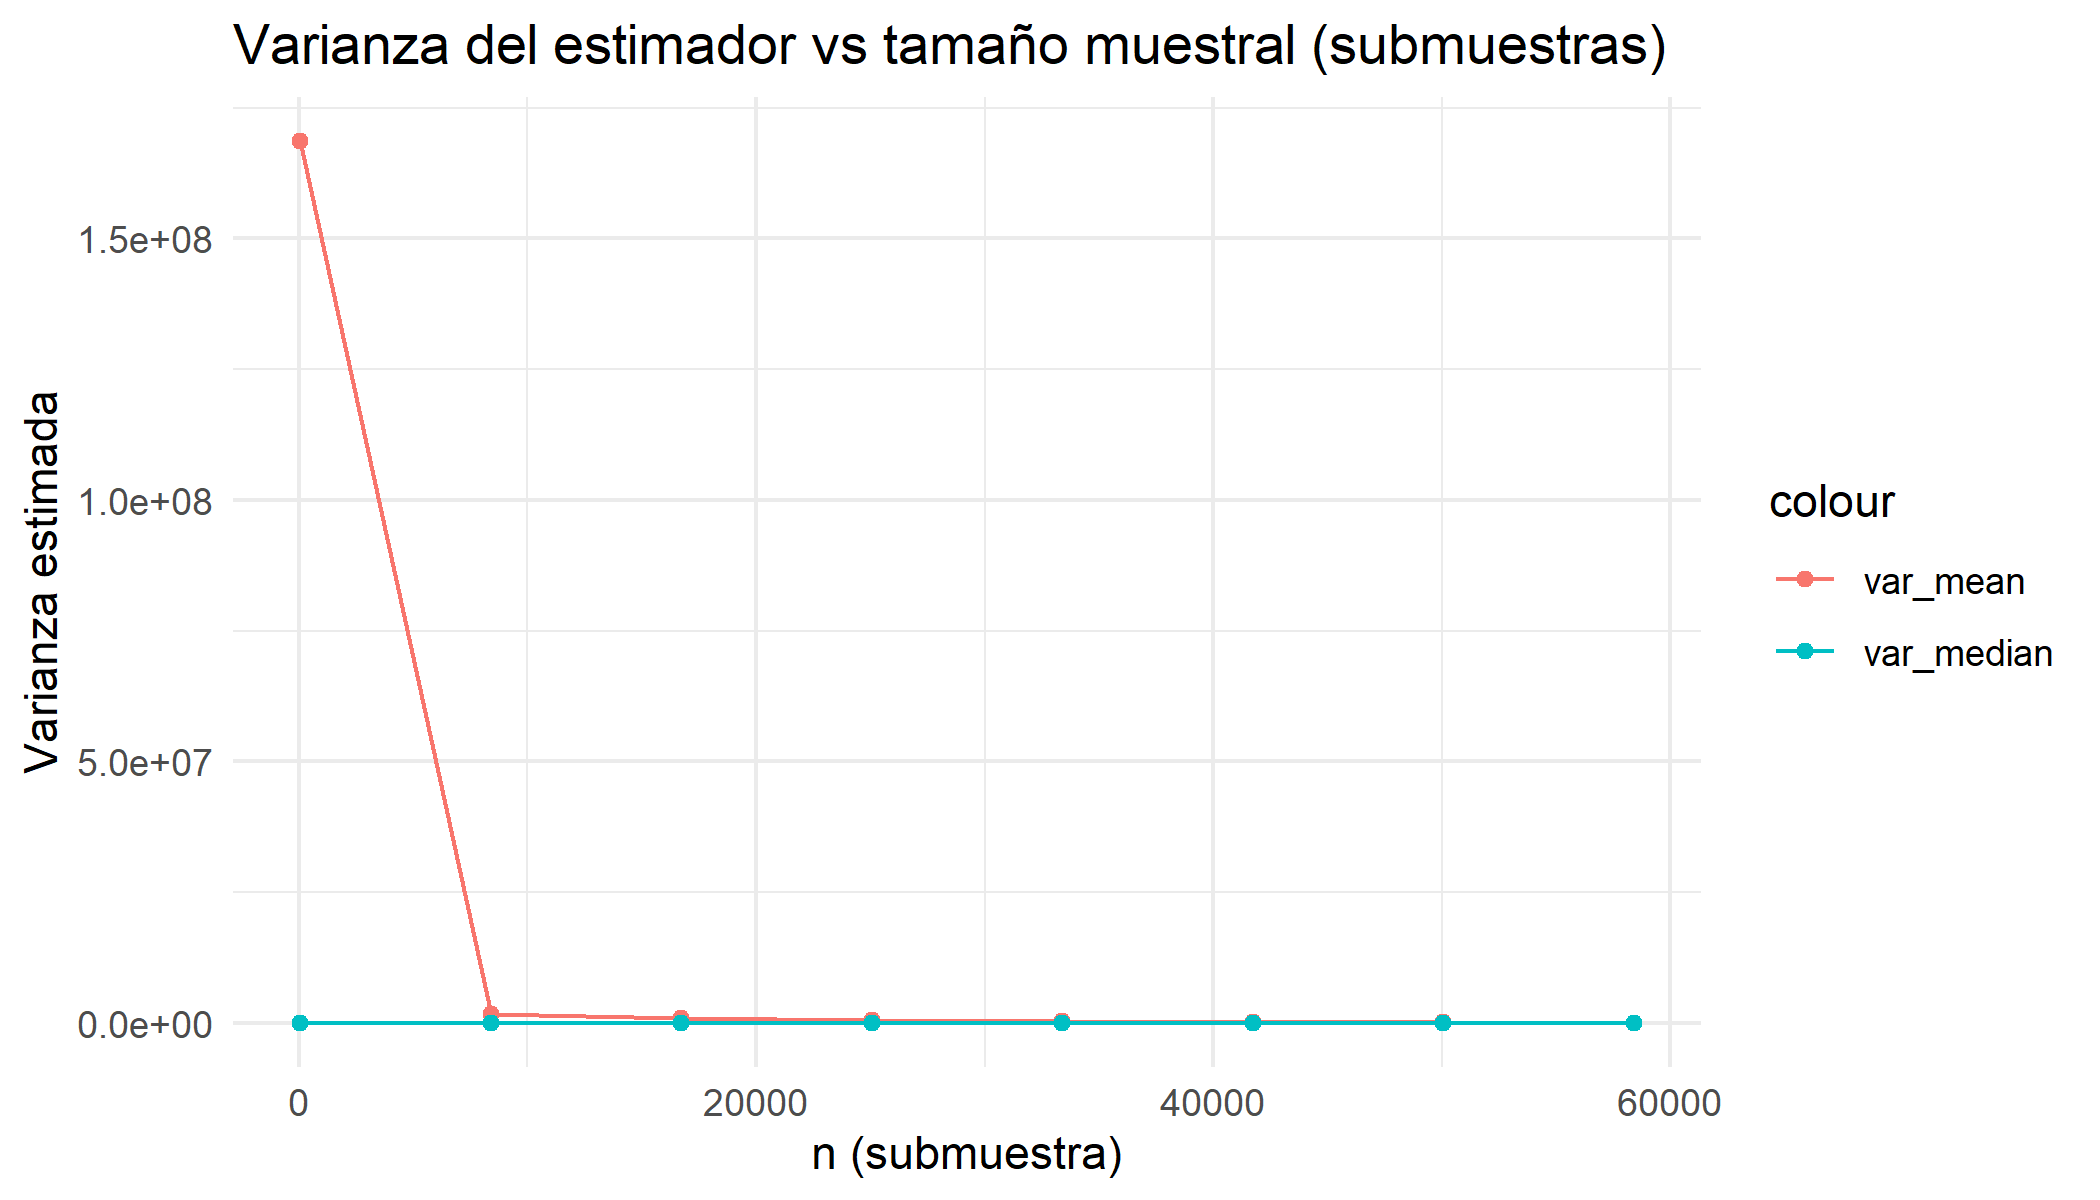 Varianza del estimador vs tamaño muestral (submuestras)
Varianza estimada
1.5e+08
1.0e+08
5.0e+07
0.0e+00
0
20000
40000
60000
n (submuestra)
colour
var_mean
var_median